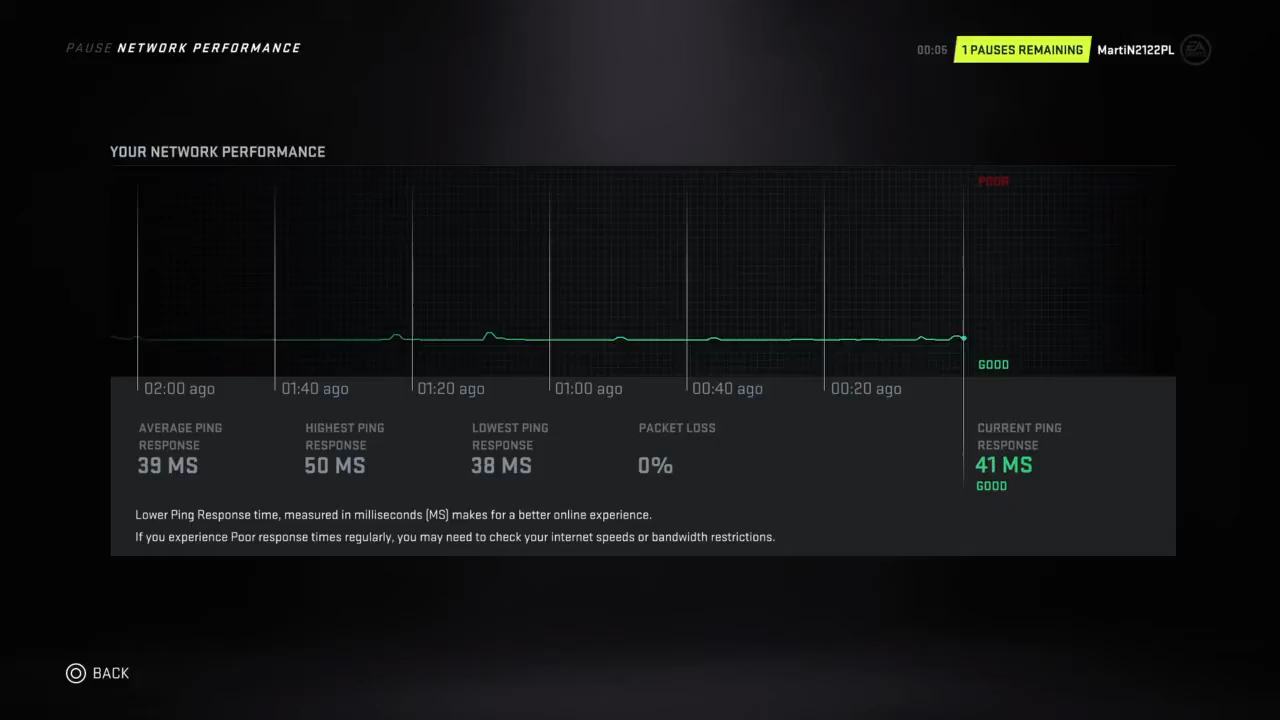 PAUSE NETWORK PERFORMANCE
00:05 1 PAUSES REMAINING MartiN2122PL
YOUR NETWORK PERFORMANCE
POOR
GOOD
02:00 ago 01:40 ago 01:20 ago 01:00 ago 00:40 ago 00:20 ago
AVERAGE PING
RESPONSE
39 MS
HIGHEST PING
RESPONSE
50 MS
LOWEST PING
RESPONSE
38 MS
PACKET LOSS
0%
CURRENT PING
RESPONSE
41 MS
GOOD
Lower Ping Response time, measured in milliseconds (MS) makes for a better online experience.
If you experience Poor response times regularly, you may need to check your internet speeds or bandwidth restrictions.
BACK